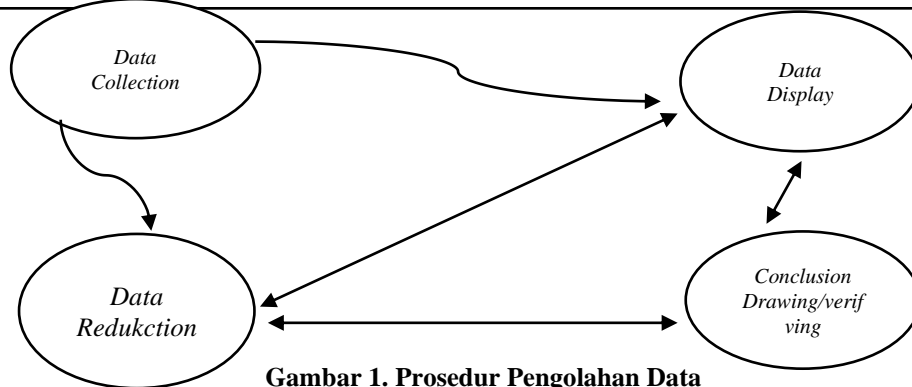 Data
Collection
Data
Display
Data
Redukction
Conclusion
Drawing/verif
ving
Gambar 1. Prosedur Pengolahan Data